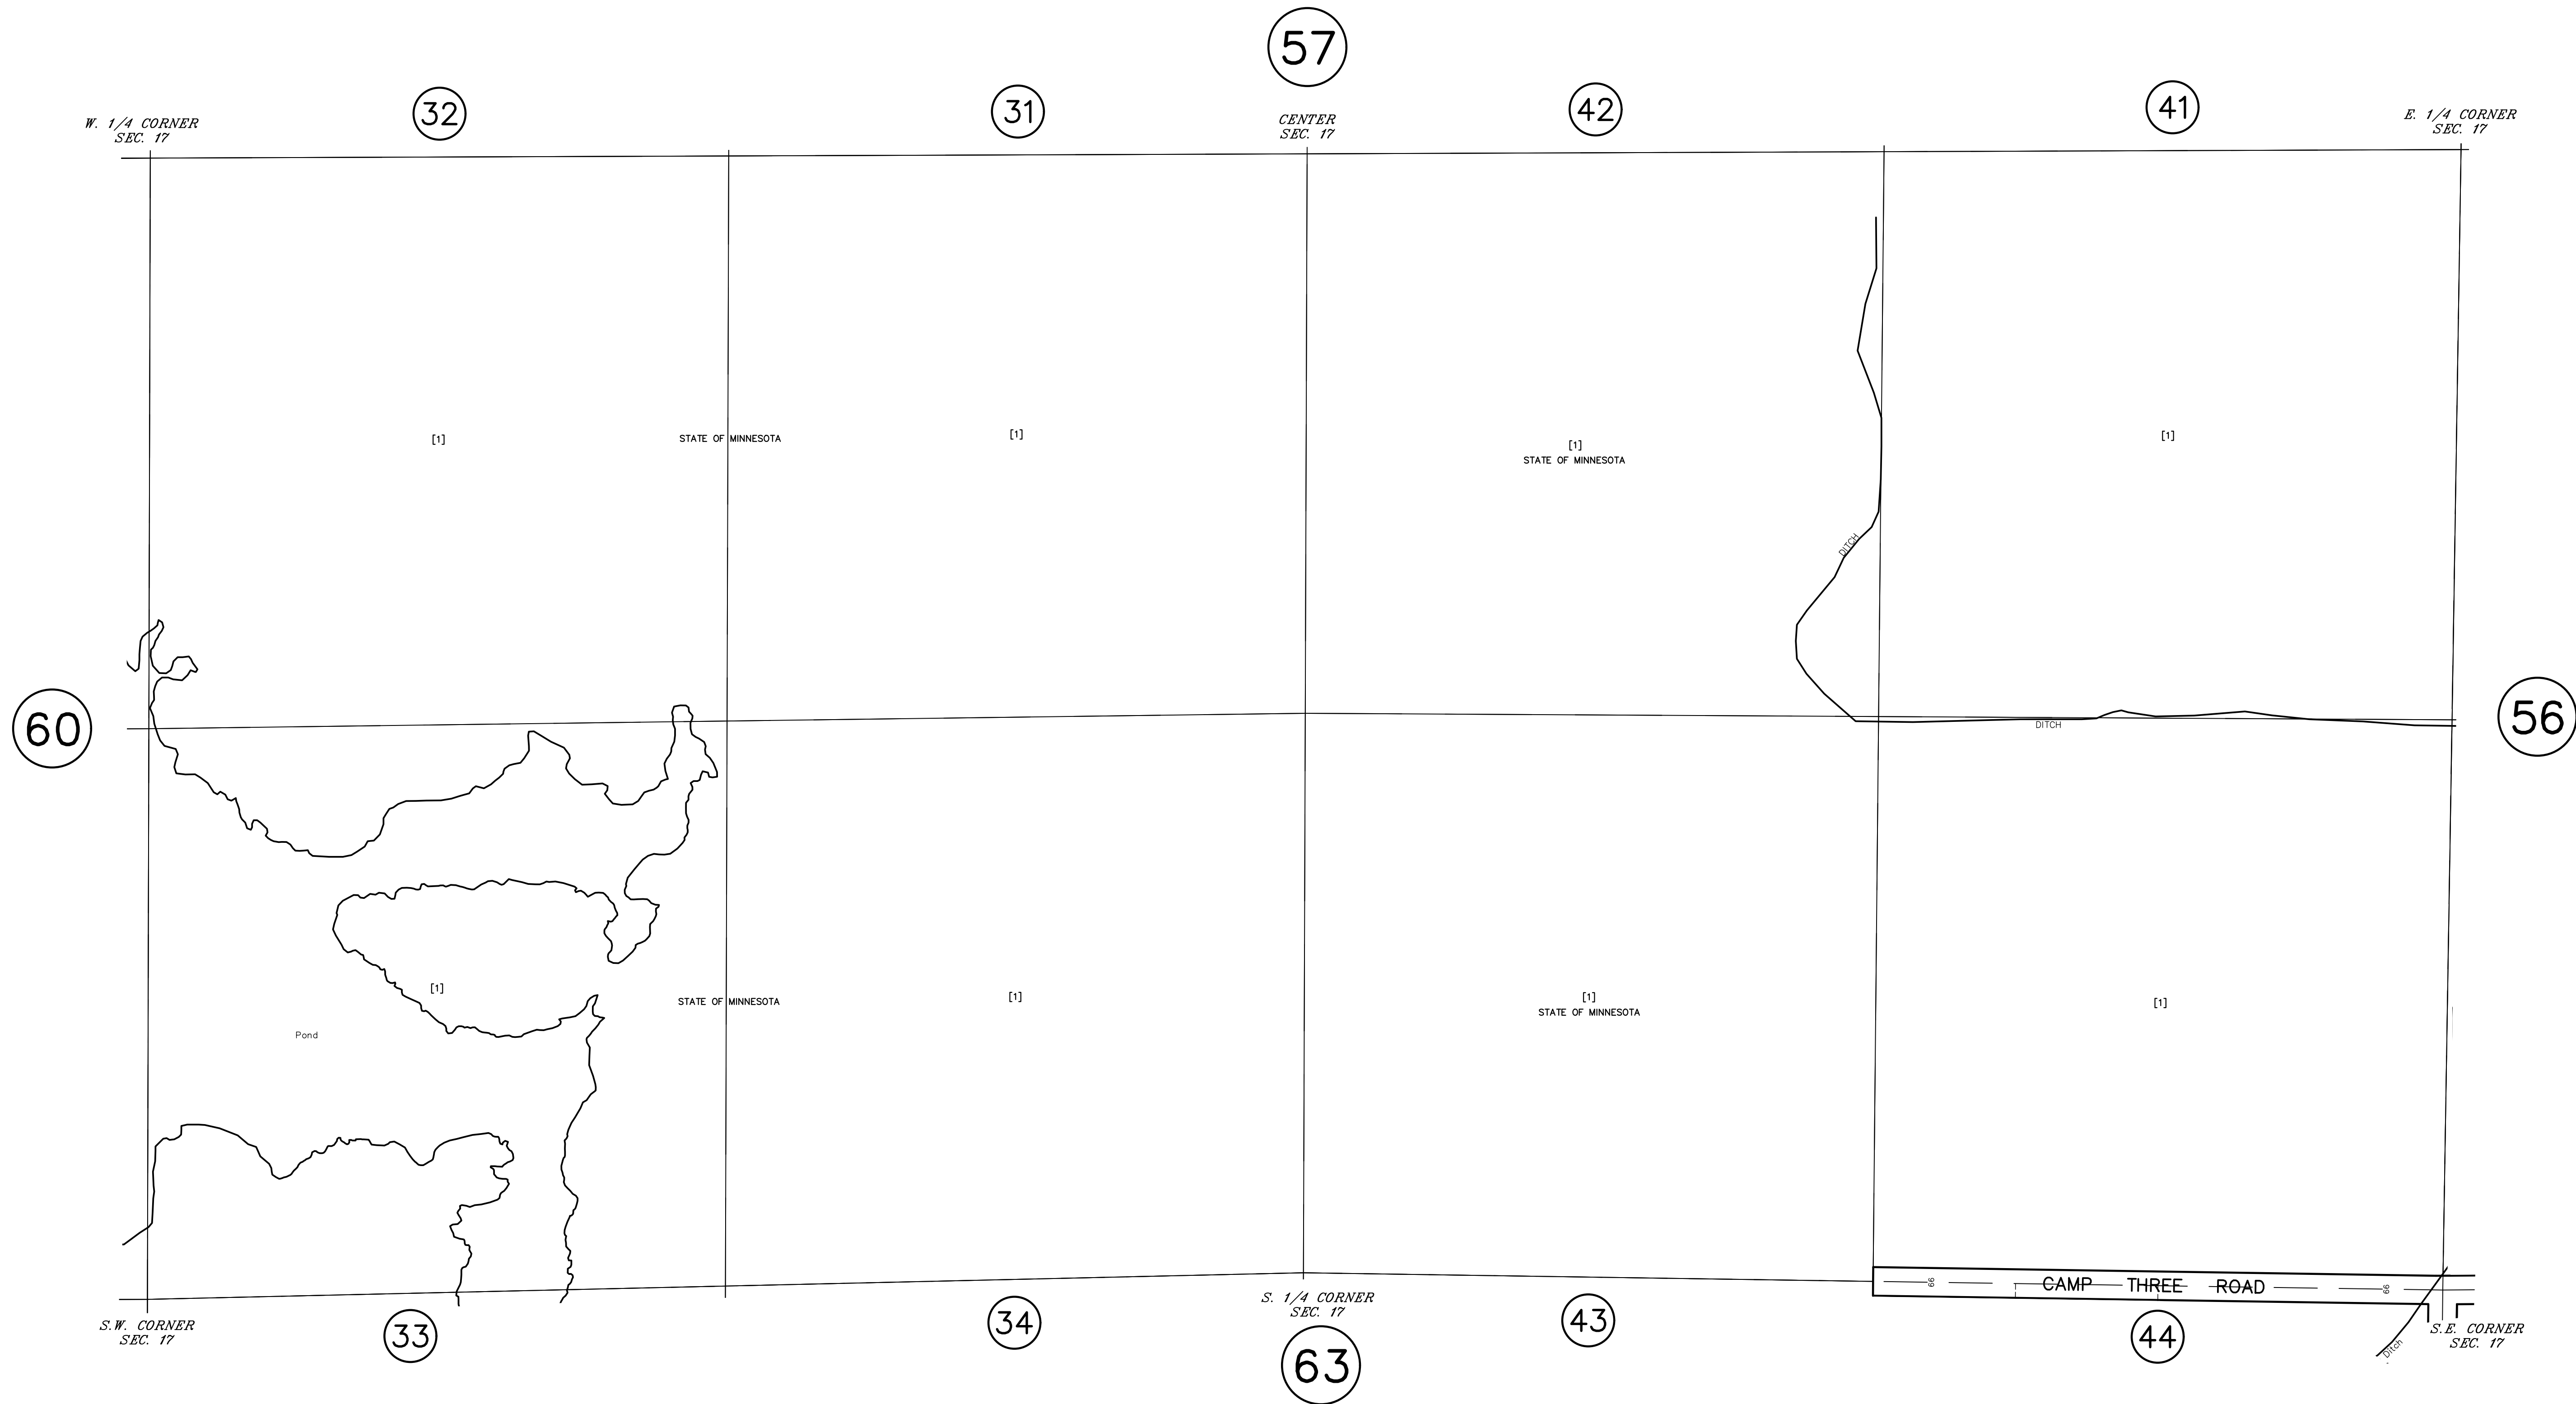 57
32
31
42
41
W. 1/4 CORNER
SEC. 17
CENTER
SEC. 17
E. 1/4 CORNER
SEC. 17
[1]
STATE OF MINNESOTA
[1]
[1]
STATE OF MINNESOTA
[1]
DITCH
60
DITCH
56
[1]
STATE OF MINNESOTA
[1]
[1]
STATE OF MINNESOTA
[1]
Pond
66
CAMP THREE ROAD
66
S.W. CORNER
SEC. 17
33
34
S. 1/4 CORNER
SEC. 17
43
44
Ditch
S.E. CORNER
SEC. 17
63